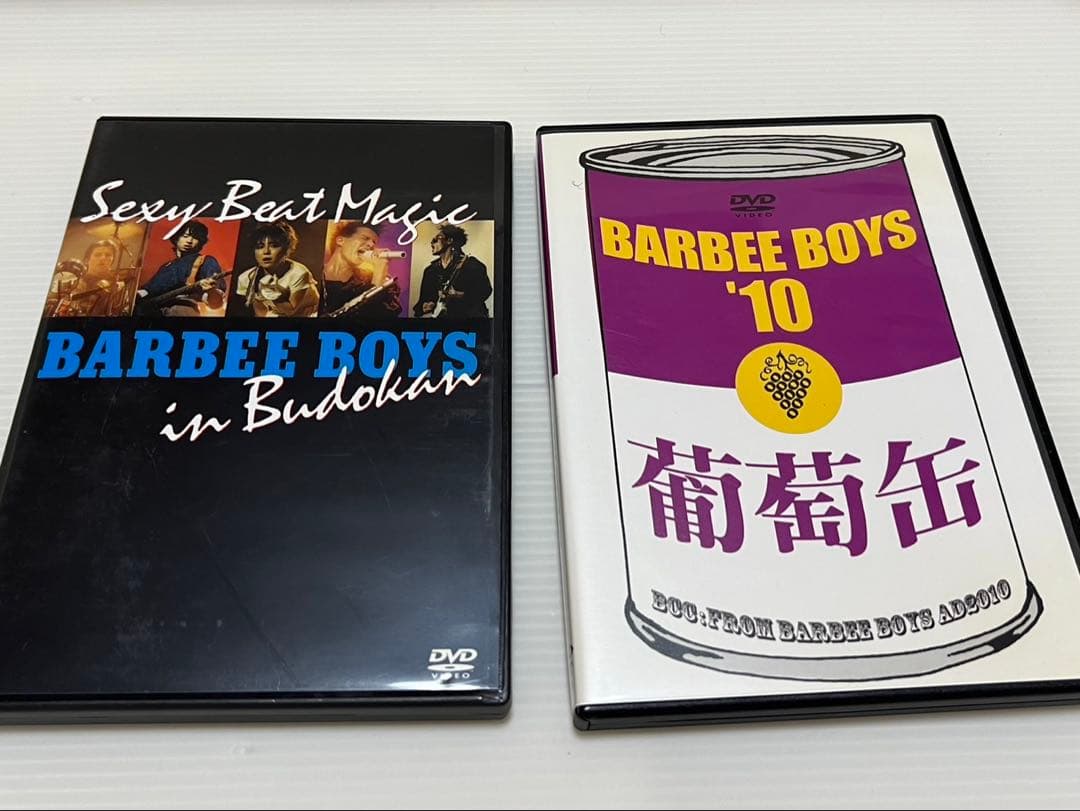 Sexy Beat Magic
BARBEE BOYS
in Budokan
DVD
VIDEO
DVD
VIDEO
BARBEE BOYS
'10
葡萄缶
BCC:FROM BARBEE BOYS AD2010